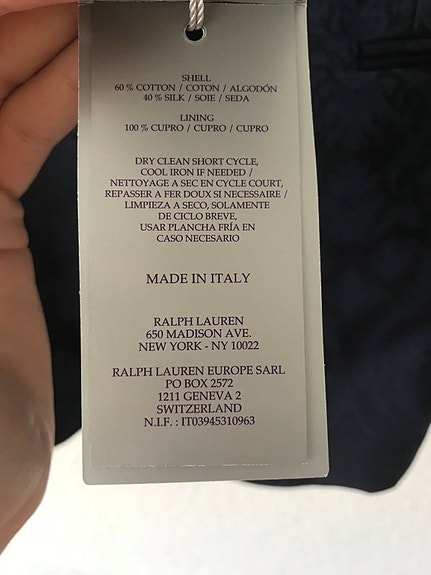 SHELL
60 % COTTON / COTON / ALGODÓN
40 % SILK / SOIE / SEDA
LINING
100 % CUPRO / CUPRO / CUPRO
DRY CLEAN SHORT CYCLE,
COOL IRON IF NEEDED /
NETTOYAGE A SEC EN CYCLE COURT,
REPASSER A FER DOUX SI NECESSAIRE /
LIMPIEZA A SECO, SOLAMENTE
DE CICLO BREVE,
USAR PLANCHA FRÍA EN
CASO NECESARIO
MADE IN ITALY
RALPH LAUREN
650 MADISON AVE.
NEW YORK - NY 10022
RALPH LAUREN EUROPE SARL
PO BOX 2572
1211 GENEVA 2
SWITZERLAND
N.I.F. : IT03945310963